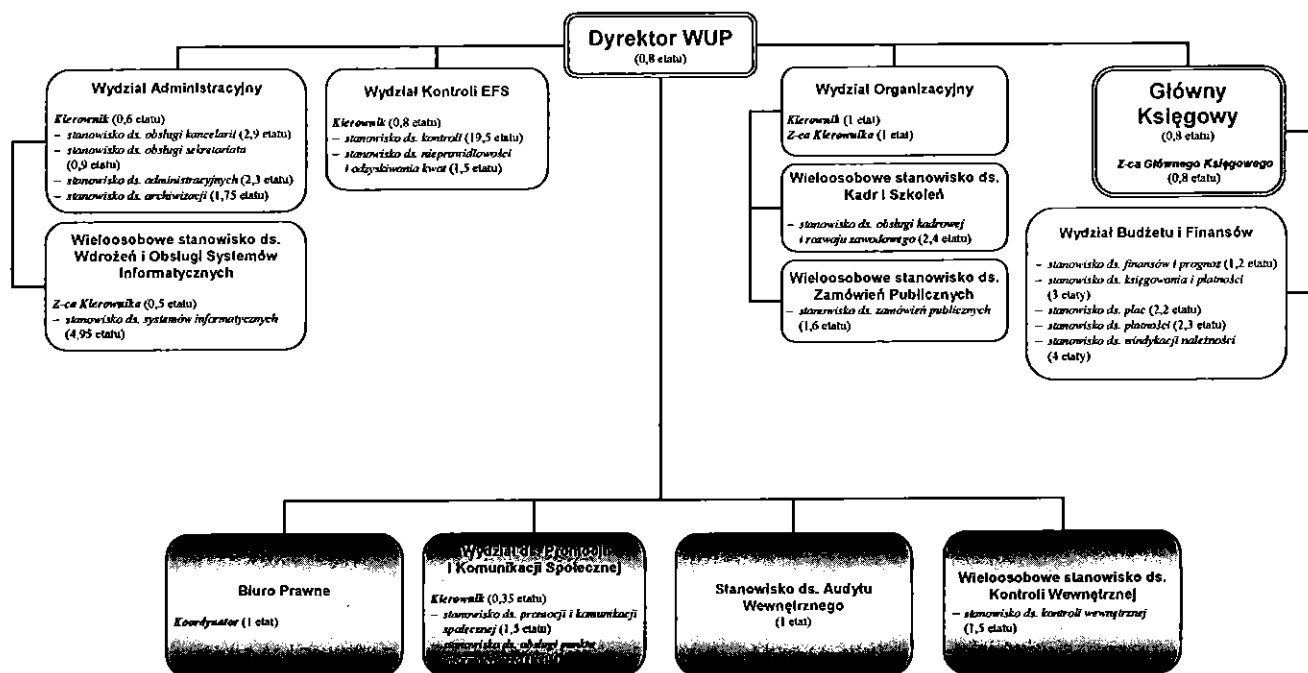 Dyrektor WUP
(0,8 etatu)
Wydział Administracyjny
Kierownik (0,6 etatu)
– stanowisko ds. obsługi kancelarii (2,9 etatu)
– stanowisko ds. obsługi sekretariatu
(0,9 etatu)
– stanowisko ds. administracyjnych (2,3 etatu)
– stanowisko ds. archiwizacji (1,75 etatu)
Wieloosobowe stanowisko ds.
Wdrożeń i Obsługi Systemów
Informatycznych
Z-ca Kierownika (0,5 etatu)
– stanowisko ds. systemów informatycznych
(4,95 etatu)
Wydział Kontroli EFS
Kierownik (0,8 etatu)
– stanowisko ds. kontroli (19,5 etatu)
– stanowisko ds. nieprawidłowości
i odzyskiwania kwot (1,5 etatu)
Wydział Organizacyjny
Kierownik (1 etat)
Z-ca Kierownika (1 etat)
Wieloosobowe stanowisko ds.
Kadr i Szkoleń
– stanowisko ds. obsługi kadrowej
i rozwoju zawodowego (2,4 etatu)
Wieloosobowe stanowisko ds.
Zamówień Publicznych
– stanowisko ds. zamówień publicznych
(1,6 etatu)
Główny
Księgowy
(0,8 etatu)
Z-ca Głównego Księgowego
(0,8 etatu)
Wydział Budżetu i Finansów
– stanowisko ds. finansów i prognoz (1,2 etatu)
– stanowisko ds. księgowania i płatności
(3 etaty)
– stanowisko ds. płac (2,2 etatu)
– stanowisko ds. płatności (2,3 etatu)
– stanowisko ds. windykacji należności
(4 etaty)
Biuro Prawne
Koordynator (1 etat)
Wydział ds. Promocji
i Komunikacji Społecznej
Kierownik (0,35 etatu)
– stanowisko ds. promocji i komunikacji
społecznej (1,5 etatu)
– stanowisko ds. obsługi punktu
Stanowisko ds. Audytu
Wewnętrznego
(1 etat)
Wieloosobowe stanowisko ds.
Kontroli Wewnętrznej
– stanowisko ds. kontroli wewnętrznej
(1,5 etatu)